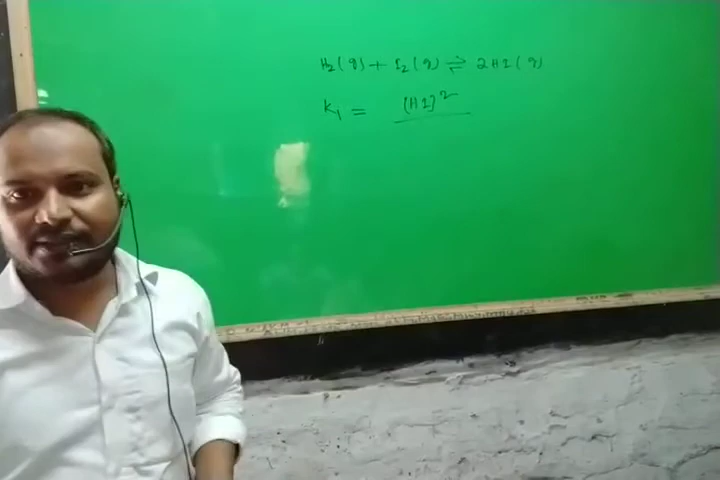 H₂(g) + I₂(g) ⇌ 2HI(g)
K₁ = [HI]²